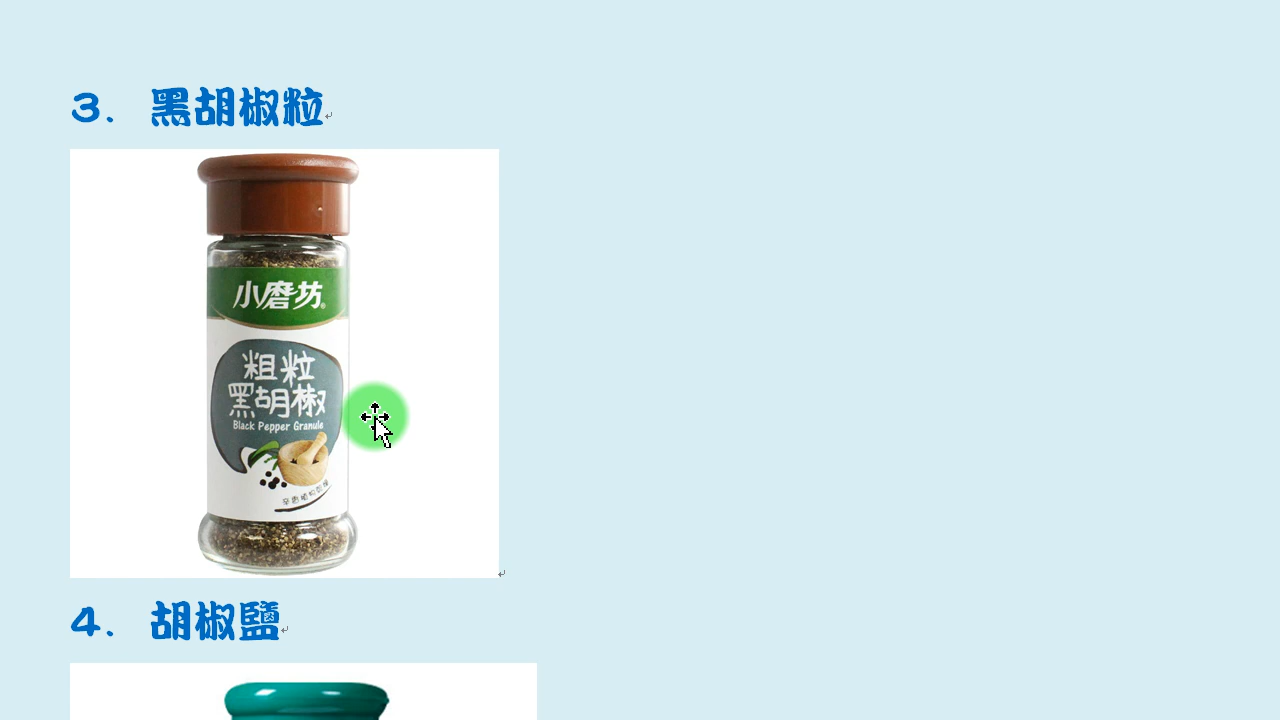 3. 黑胡椒粒
小磨坊®
粗粒
黑胡椒
Black Pepper Granule
4. 胡椒鹽